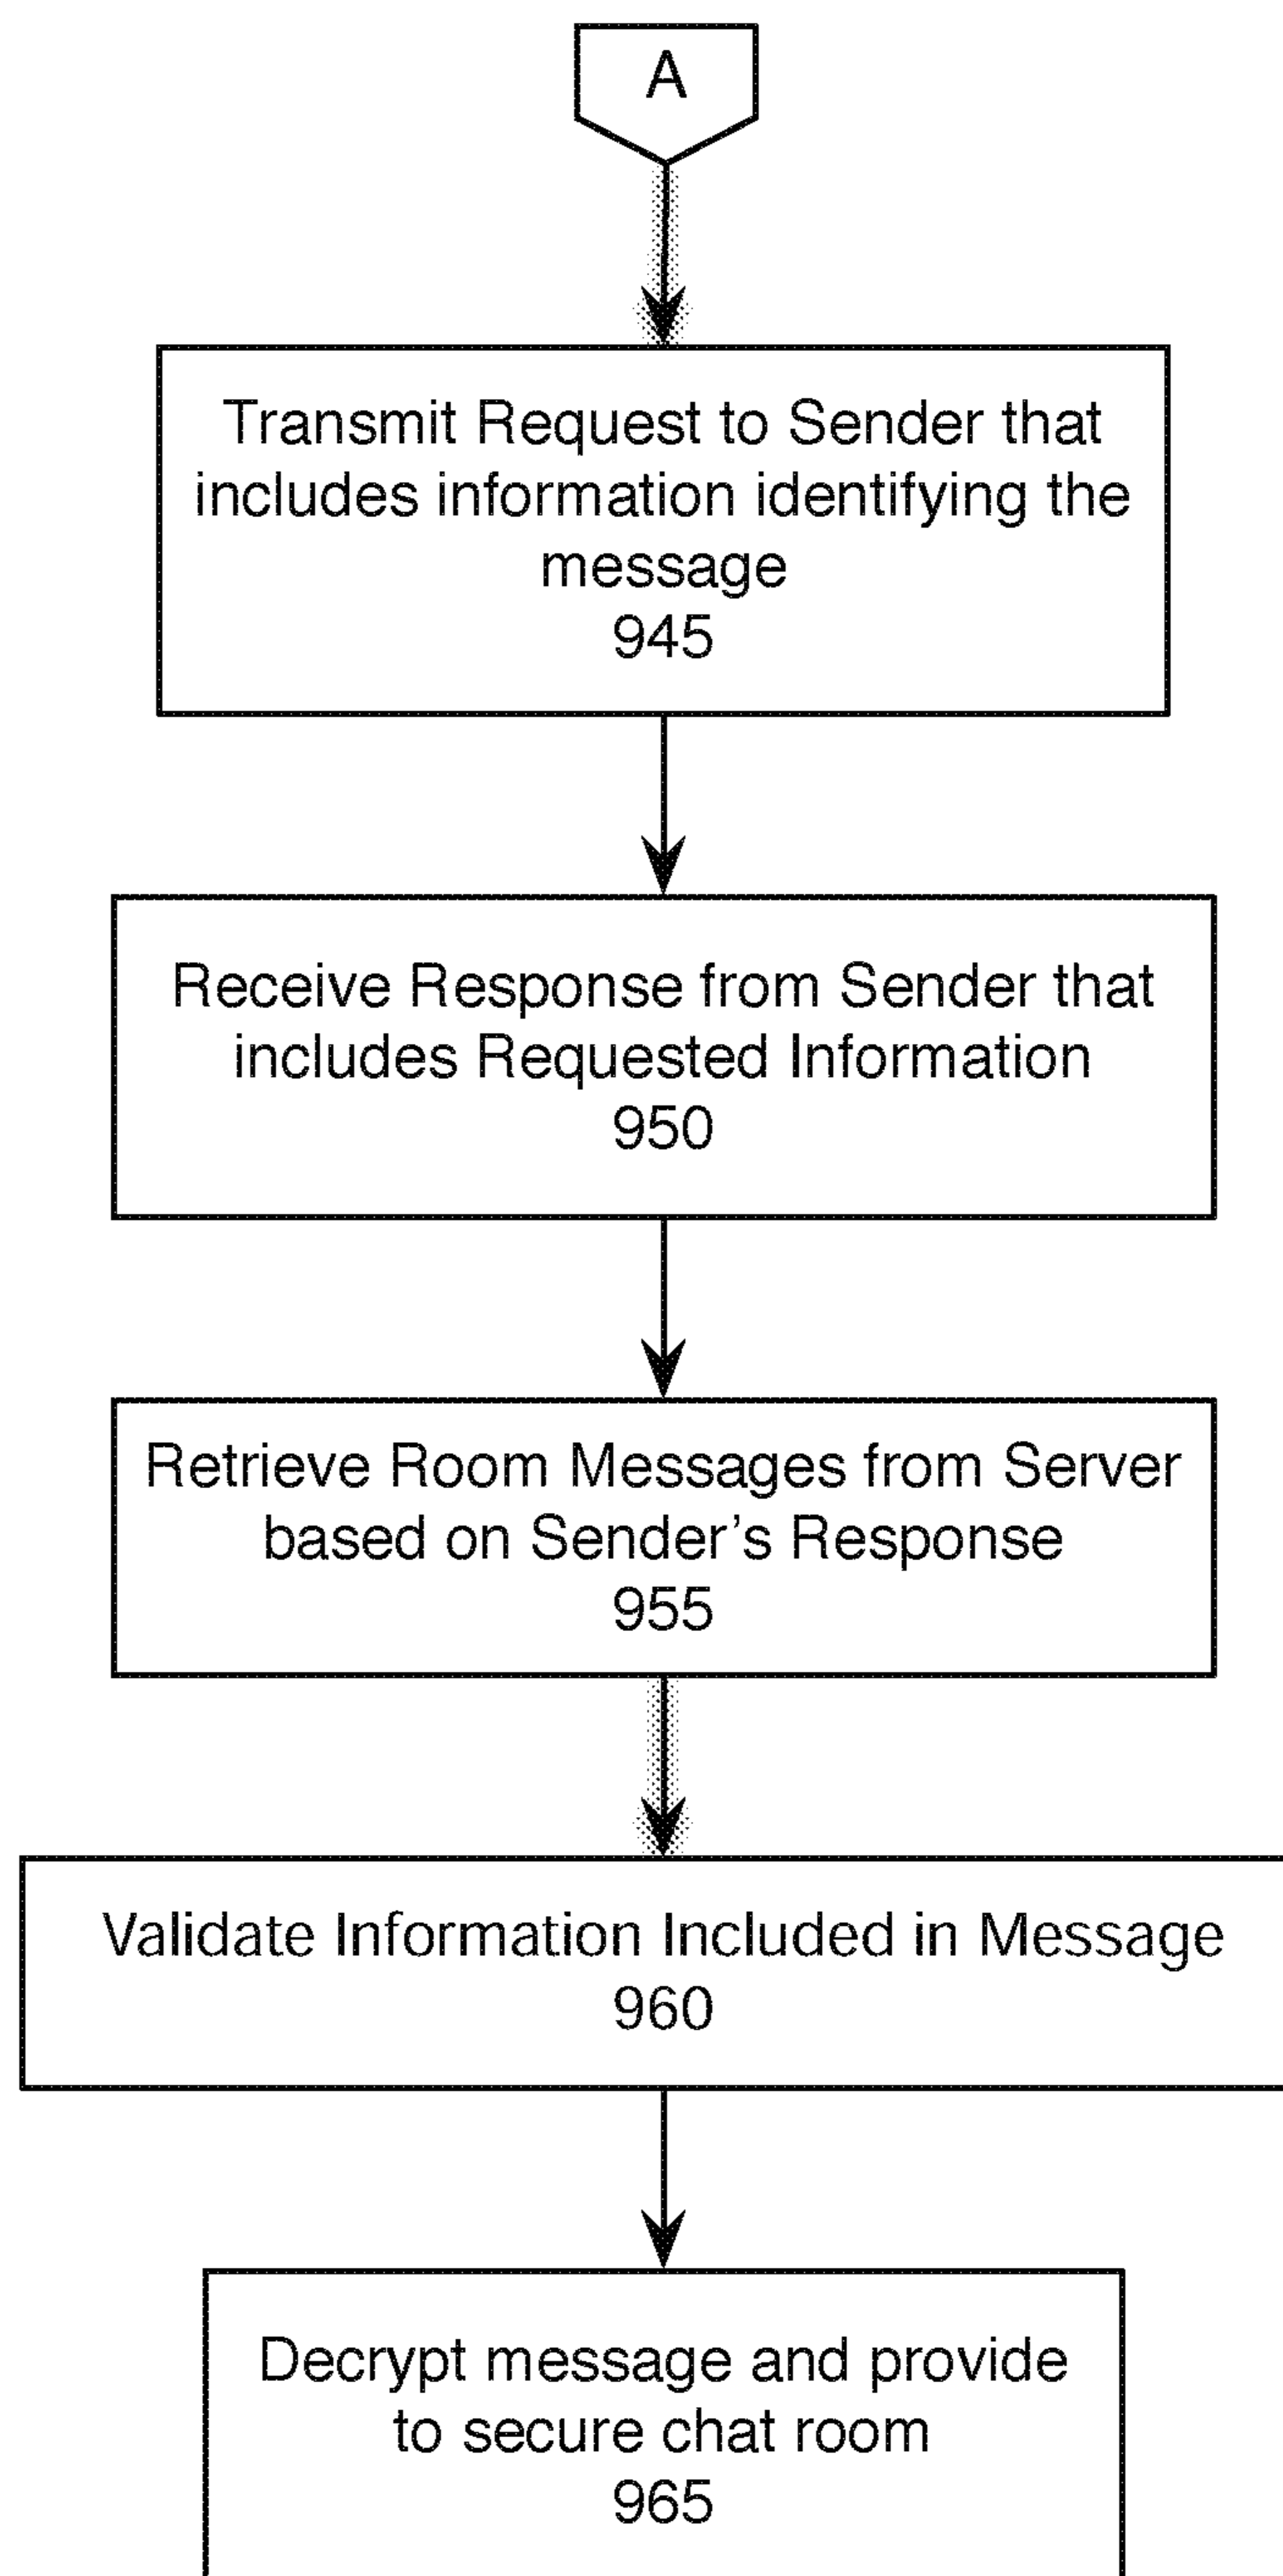 A
Transmit Request to Sender that
includes information identifying the
message
945
Receive Response from Sender that
includes Requested Information
950
Retrieve Room Messages from Server
based on Sender’s Response
955
Validate Information Included in Message
960
Decrypt message and provide
to secure chat room
965